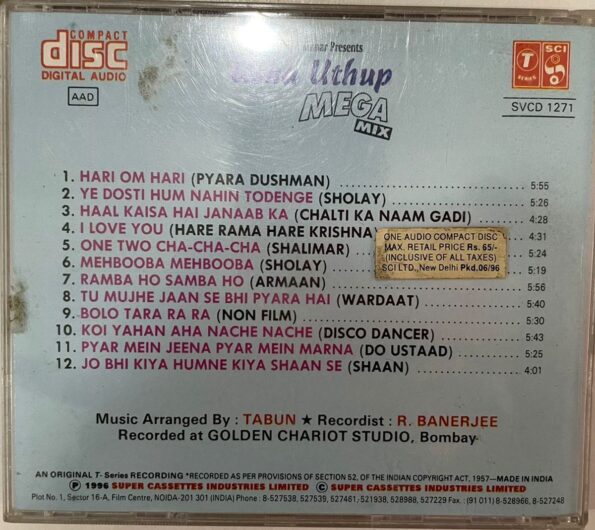 COMPACT
disc
DIGITAL AUDIO
AAD
Presents
Uthup
MEGA
MIX
T
SERIES
SCI
SVCD 1271
1. HARI OM HARI (PYARA DUSHMAN) 5:55
2. YE DOSTI HUM NAHIN TODENGE (SHOLAY) 5:26
3. HAAL KAISA HAI JANAAB KA (CHALTI KA NAAM GADI) 4:28
4. I LOVE YOU (HARE RAMA HARE KRISHNA) 4:31
5. ONE TWO CHA-CHA-CHA (SHALIMAR) 5:24
6. MEHBOOBA MEHBOOBA (SHOLAY) 5:19
7. RAMBA HO SAMBA HO (ARMAAN) 5:56
8. TU MUJHE JAAN SE BHI PYARA HAI (WARDAAT) 5:40
9. BOLO TARA RA RA (NON FILM) 5:30
10. KOI YAHAN AHA NACHE NACHE (DISCO DANCER) 5:43
11. PYAR MEIN JEENA PYAR MEIN MARNA (DO USTAAD) 5:25
12. JO BHI KIYA HUMNE KIYA SHAAN SE (SHAAN) 4:01
ONE AUDIO COMPACT DISC
MAX. RETAIL PRICE Rs. 65/-
(INCLUSIVE OF ALL TAXES)
SCI LTD., New Delhi Pkd.06/96
Music Arranged By : TABUN ★ Recordist : R. BANERJEE
Recorded at GOLDEN CHARIOT STUDIO, Bombay
AN ORIGINAL T-Series RECORDING *RECORDED AS PER PROVISIONS OF SECTION 52, OF THE INDIAN COPYRIGHT ACT, 1957—MADE IN INDIA
Ⓟ 1996 SUPER CASSETTES INDUSTRIES LIMITED © SUPER CASSETTES INDUSTRIES LIMITED
Plot No. 1, Sector 16-A, Film Centre, NOIDA-201 301 (INDIA) Phone : 8-527538, 527539, 527461, 521938, 528988, 527229 Fax : (91 011) 8-528966, 527248